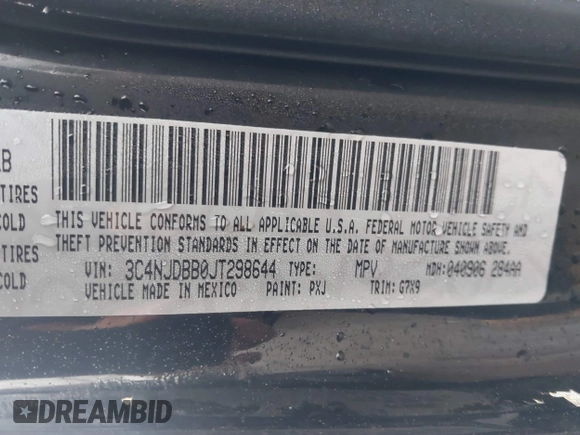 LB
TIRES
COLD
TIRES
COLD
THIS VEHICLE CONFORMS TO ALL APPLICABLE U.S.A. FEDERAL MOTOR VEHICLE SAFETY AND
THEFT PREVENTION STANDARDS IN EFFECT ON THE DATE OF MANUFACTURE SHOWN ABOVE.
VIN: 3C4NJDBB0JT298644 TYPE: MPV MDH:040906 284AA
VEHICLE MADE IN MEXICO PAINT: PXJ TRIM: G7X9
DREAMBID